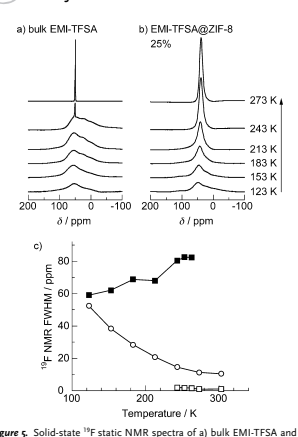 a) bulk EMI-TFSA
b) EMI-TFSA@ZIF-8
25%
273 K
243 K
213 K
183 K
153 K
123 K
200 100 0 -100
200 100 0 -100
δ / ppm
δ / ppm
c)
80
60
40
20
0
¹⁹F NMR FWHM / ppm
100 200 300
Temperature / K
Figure 5. Solid-state ¹⁹F static NMR spectra of a) bulk EMI-TFSA and